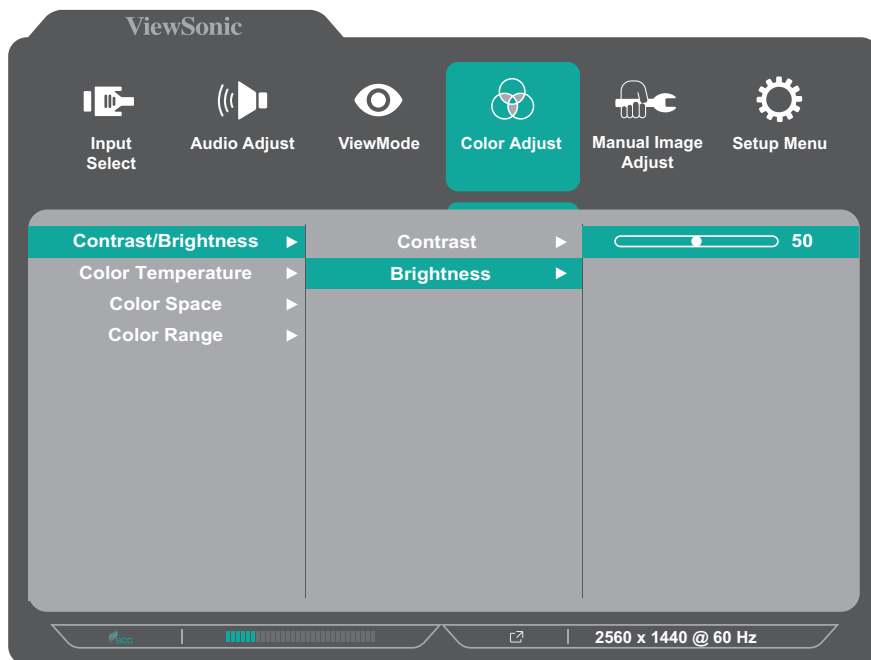 ViewSonic
Input Select
Audio Adjust
ViewMode
Color Adjust
Manual Image Adjust
Setup Menu
Contrast/Brightness
Contrast
50
Color Temperature
Brightness
Color Space
Color Range
eco
2560 x 1440 @ 60 Hz